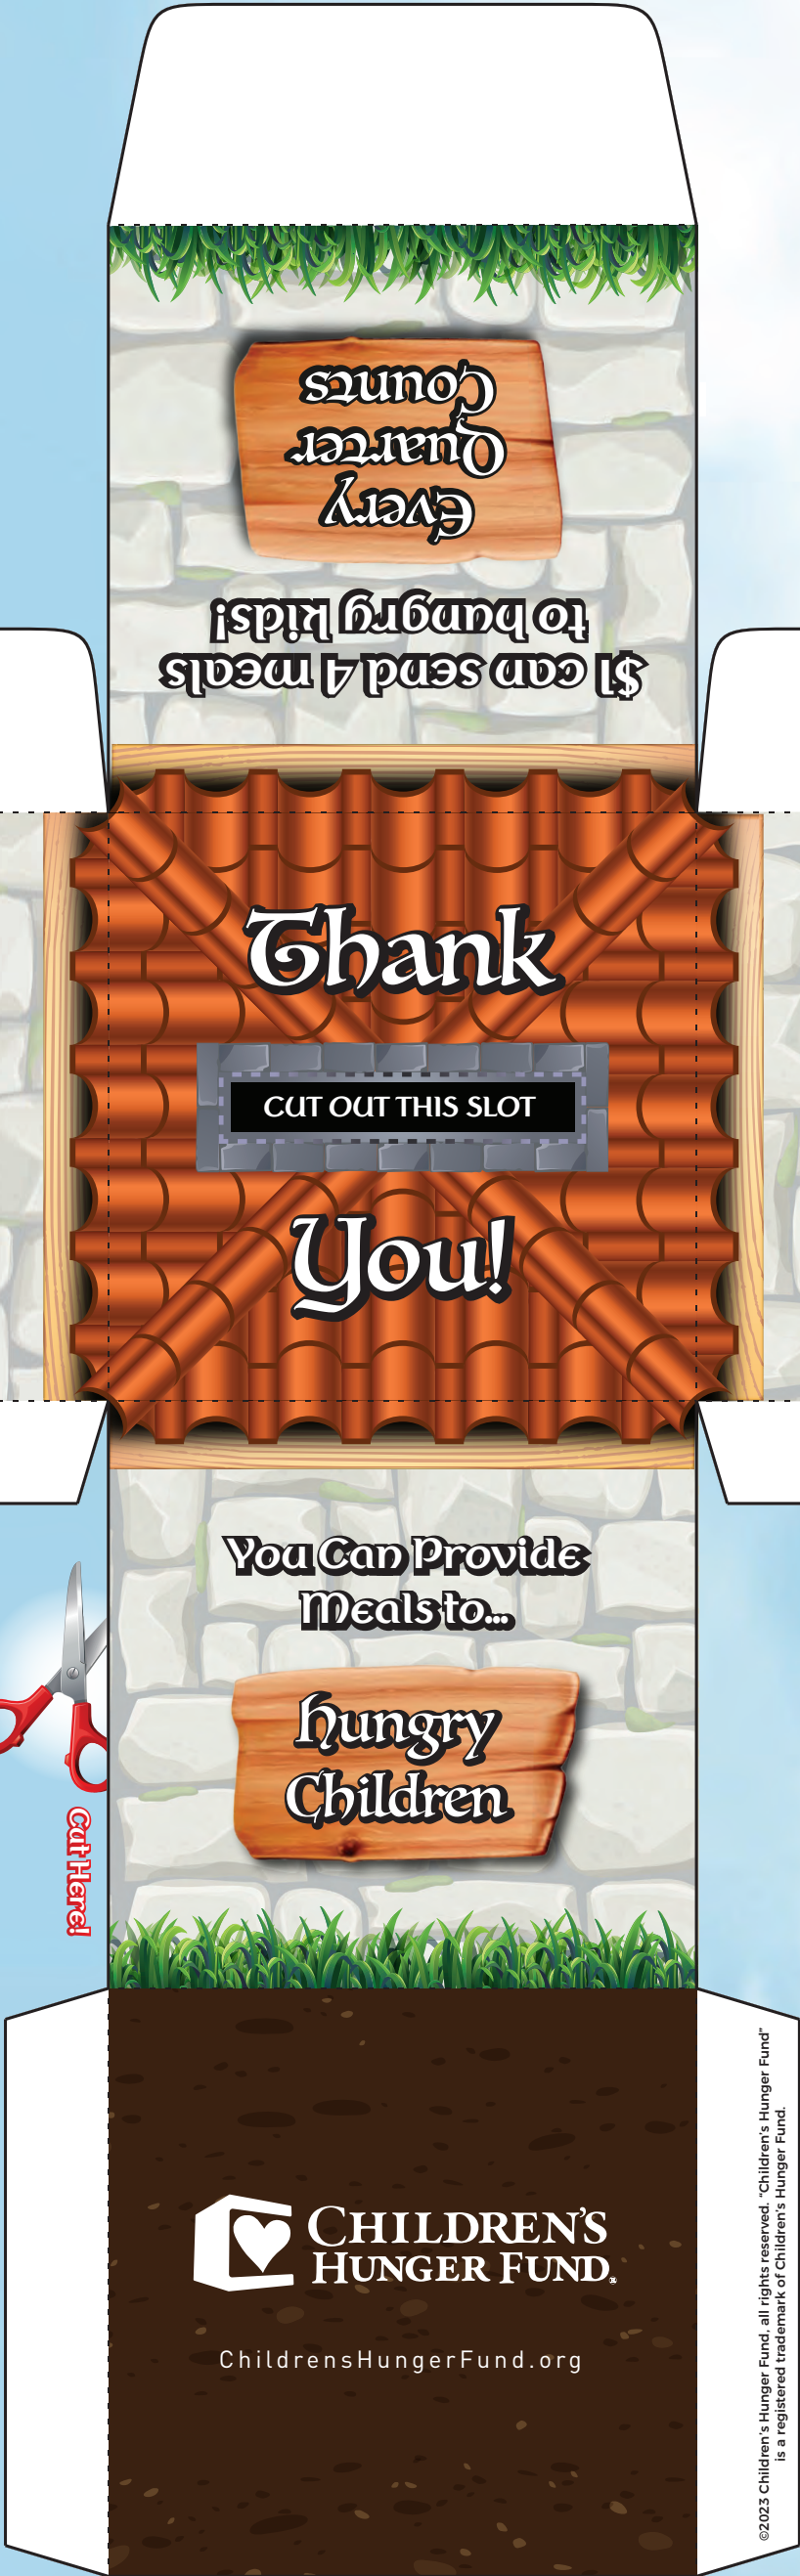 Every
Quarter
Counts
$1 can send 4 meals
to hungry kids!
Thank
CUT OUT THIS SLOT
You!
You Can Provide
Meals to...
Hungry
Children
Cut Here!
CHILDREN'S
HUNGER FUND®
ChildrensHungerFund.org
©2023 Children's Hunger Fund, all rights reserved. "Children's Hunger Fund"
is a registered trademark of Children's Hunger Fund.